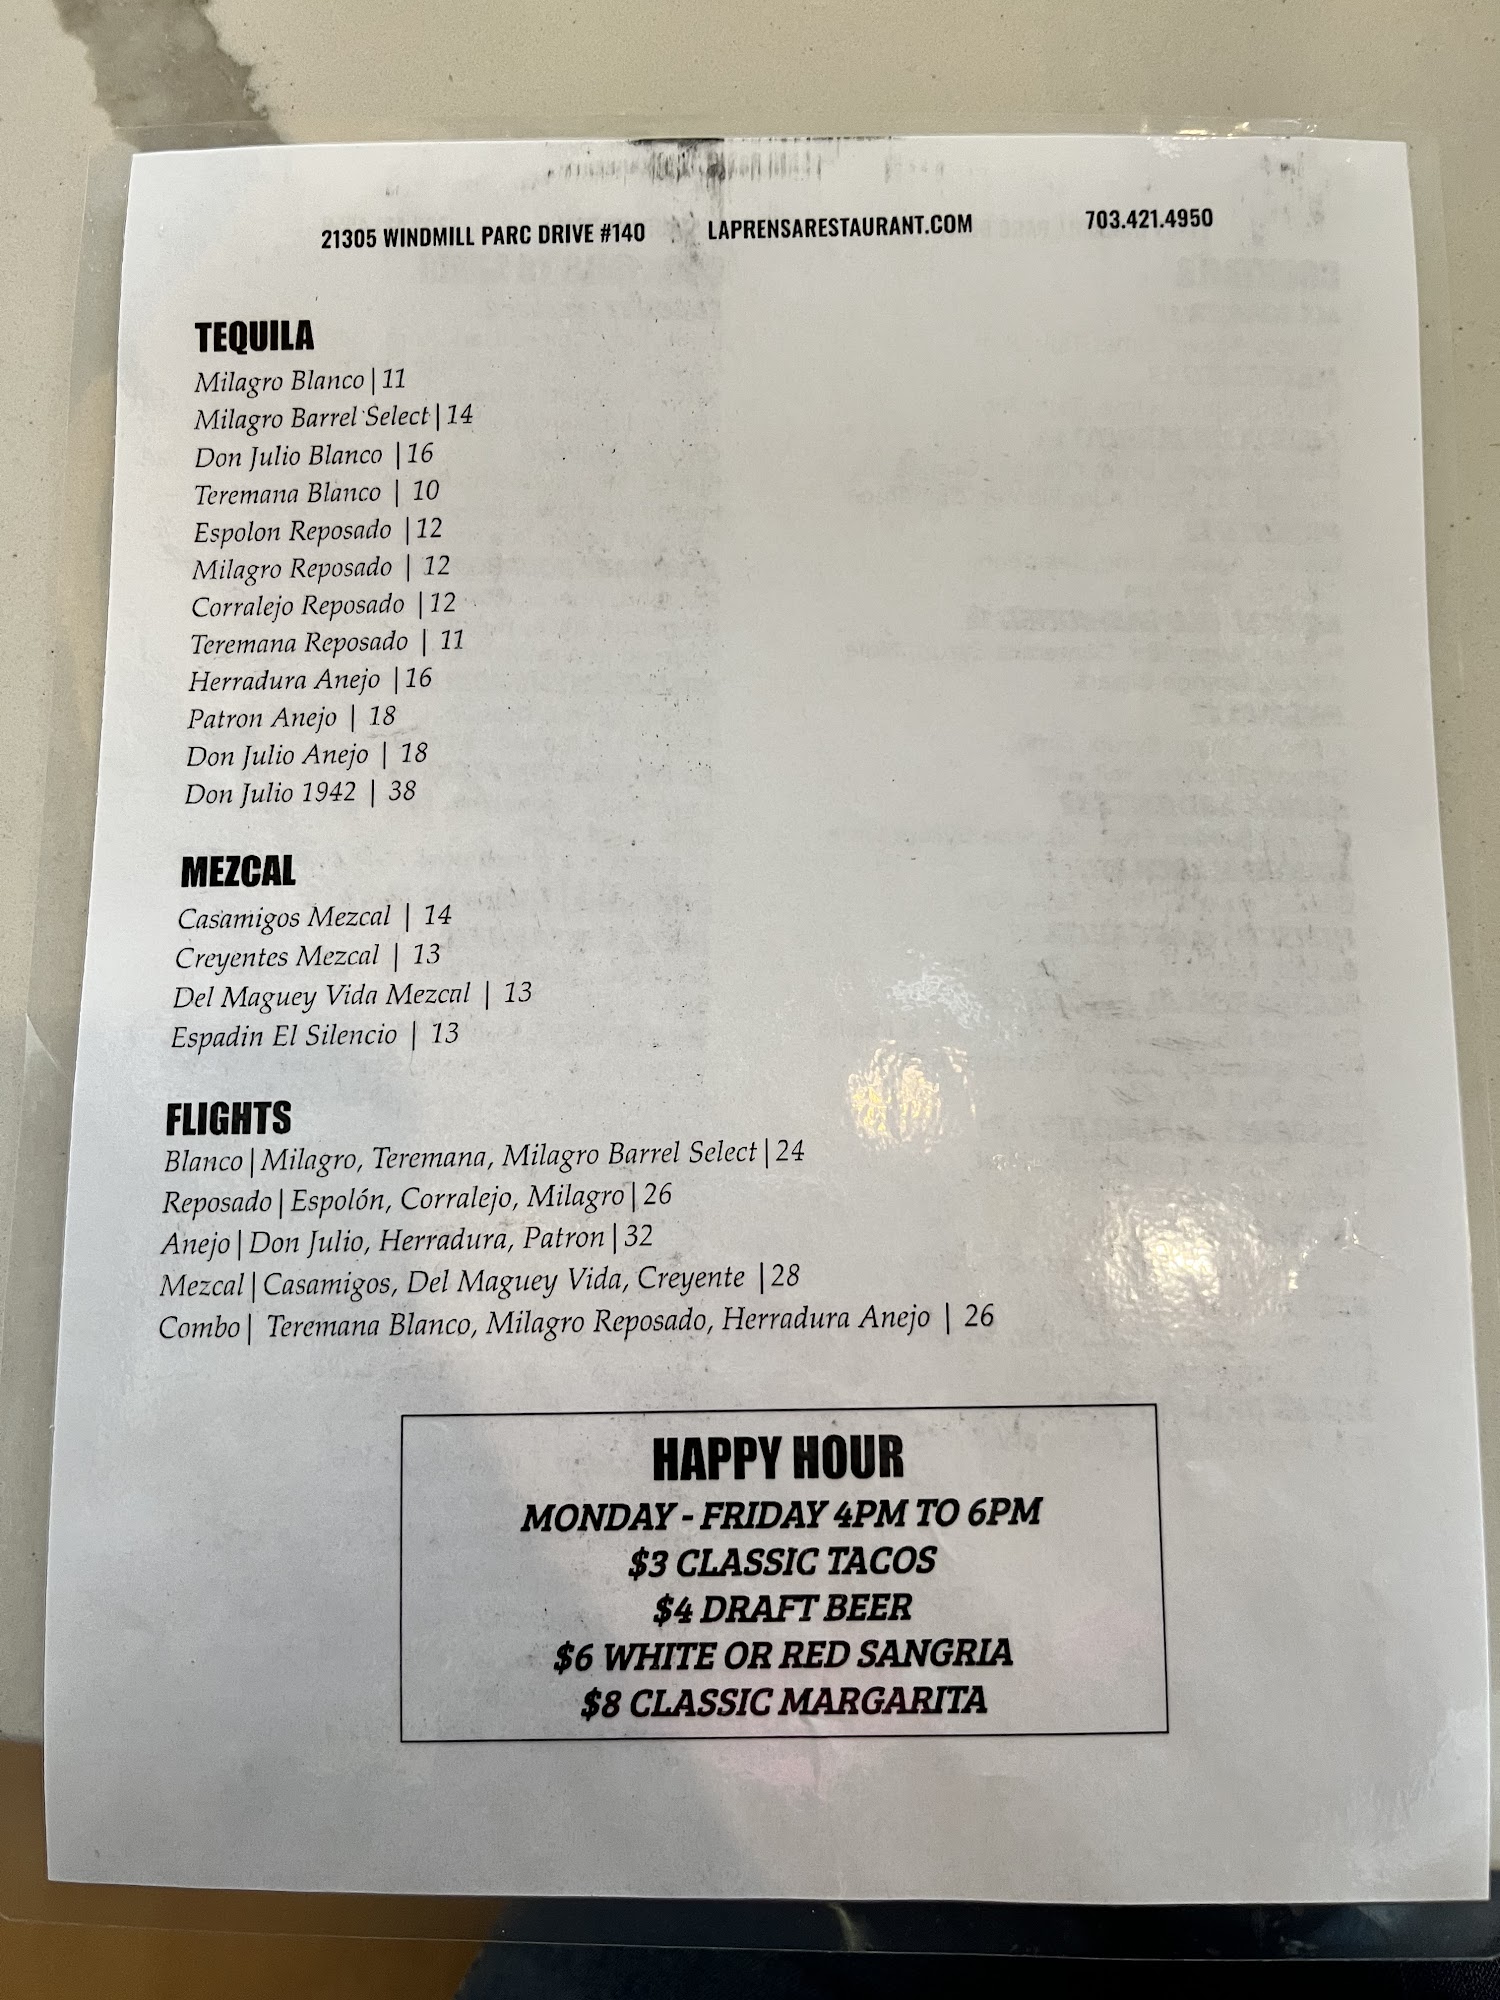 21305 WINDMILL PARC DRIVE #140 LAPRENSARESTAURANT.COM 703.421.4950
TEQUILA
Milagro Blanco|11
Milagro Barrel Select|14
Don Julio Blanco |16
Teremana Blanco | 10
Espolon Reposado |12
Milagro Reposado | 12
Corralejo Reposado |12
Teremana Reposado | 11
Herradura Anejo |16
Patron Anejo | 18
Don Julio Anejo | 18
Don Julio 1942 | 38
MEZCAL
Casamigos Mezcal | 14
Creyentes Mezcal | 13
Del Maguey Vida Mezcal | 13
Espadin El Silencio | 13
FLIGHTS
Blanco|Milagro, Teremana, Milagro Barrel Select|24
Reposado|Espolón, Corralejo, Milagro|26
Anejo|Don Julio, Herradura, Patron|32
Mezcal|Casamigos, Del Maguey Vida, Creyente |28
Combo| Teremana Blanco, Milagro Reposado, Herradura Anejo | 26
HAPPY HOUR
MONDAY - FRIDAY 4PM TO 6PM
$3 CLASSIC TACOS
$4 DRAFT BEER
$6 WHITE OR RED SANGRIA
$8 CLASSIC MARGARITA